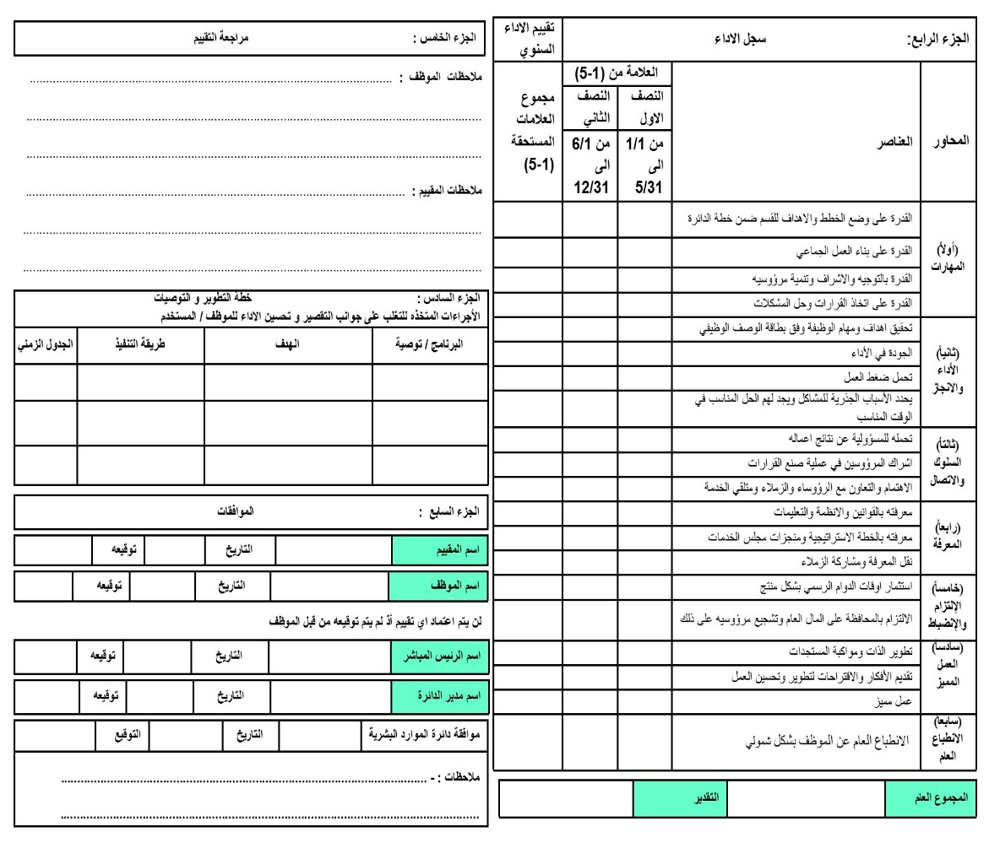 الجزء الرابع: سجل الاداء
تقييم الاداء
السنوي
المحاور
العناصر
العلامة من (1-5)
النصف
الاول
النصف
الثاني
من 1/1
الى
5/31
من 6/1
الى
12/31
مجموع
العلامات
المستحقة
(1-5)
(أولاً)
المهارات
القدرة على وضع الخطط والاهداف للقسم ضمن خطة الدائرة
القدرة على بناء العمل الجماعي
القدرة بالتوجيه والاشراف وتنمية مرؤوسيه
القدرة على اتخاذ القرارات وحل المشكلات
(ثانياً)
الأداء
والانجاز
تحقيق اهداف ومهام الوظيفة وفق بطاقة الوصف الوظيفي
الجودة في الأداء
تحمل ضغط العمل
يحدد الأسباب الجذرية للمشاكل ويجد لهم الحل المناسب في
الوقت المناسب
(ثالثاً)
السلوك
والاتصال
تحمله للمسؤولية عن نتائج اعماله
اشراك المرؤوسين في عملية صنع القرارات
الاهتمام والتعاون مع الرؤوساء والزملاء ومتلقي الخدمة
(رابعاً)
المعرفة
معرفته بالقوانين والانظمة والتعليمات
معرفته بالخطة الاستراتيجية ومنجزات مجلس الخدمات
نقل المعرفة ومشاركة الزملاء
(خامساً)
الإلتزام
والإنضباط
استثمار اوقات الدوام الرسمي بشكل منتج
الالتزام بالمحافظة على المال العام وتشجيع مرؤوسيه على ذلك
(سادساً)
العمل
المميز
تطوير الذات ومواكبة المستجدات
تقديم الأفكار والاقتراحات لتطوير وتحسين العمل
عمل مميز
(سابعاً)
الانطباع
العام
الانطباع العام عن الموظف بشكل شمولي
المجموع العام
التقدير
الجزء الخامس : مراجعة التقييم
ملاحظات الموظف :
ملاحظات المقييم :
الجزء السادس : خطة التطوير و التوصيات
الأجراءات المتخذه للتغلب على جوانب التقصير و تحسين الاداء للموظف / المستخدم
البرنامج / توصية الهدف طريقة التنفيذ الجدول الزمني
الجزء السابع : الموافقات
اسم المقييم التاريخ توقيعه
اسم الموظف التاريخ توقيعه
لن يتم اعتماد اي تقييم أذ لم يتم توقيعه من قبل الموظف
اسم الرئيس المباشر التاريخ توقيعه
اسم مدير الدائرة التاريخ توقيعه
موافقة دائرة الموارد البشرية التاريخ التوقيع
ملاحظات : -